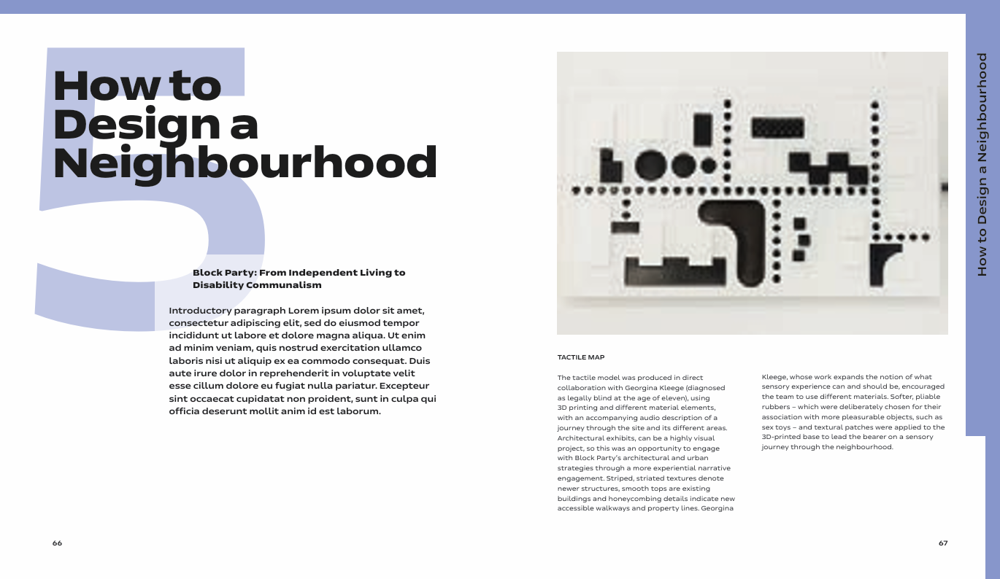 5
How to
Design a
Neighbourhood
Block Party: From Independent Living to
Disability Communalism
Introductory paragraph Lorem ipsum dolor sit amet,
consectetur adipiscing elit, sed do eiusmod tempor
incididunt ut labore et dolore magna aliqua. Ut enim
ad minim veniam, quis nostrud exercitation ullamco
laboris nisi ut aliquip ex ea commodo consequat. Duis
aute irure dolor in reprehenderit in voluptate velit
esse cillum dolore eu fugiat nulla pariatur. Excepteur
sint occaecat cupidatat non proident, sunt in culpa qui
officia deserunt mollit anim id est laborum.
66
TACTILE MAP
The tactile model was produced in direct
collaboration with Georgina Kleege (diagnosed
as legally blind at the age of eleven), using
3D printing and different material elements,
with an accompanying audio description of a
journey through the site and its different areas.
Architectural exhibits, can be a highly visual
project, so this was an opportunity to engage
with Block Party's architectural and urban
strategies through a more experiential narrative
engagement. Striped, striated textures denote
newer structures, smooth tops are existing
buildings and honeycombing details indicate new
accessible walkways and property lines. Georgina
Kleege, whose work expands the notion of what
sensory experience can and should be, encouraged
the team to use different materials. Softer, pliable
rubbers – which were deliberately chosen for their
association with more pleasurable objects, such as
sex toys – and textural patches were applied to the
3D-printed base to lead the bearer on a sensory
journey through the neighbourhood.
67
How to Design a Neighbourhood